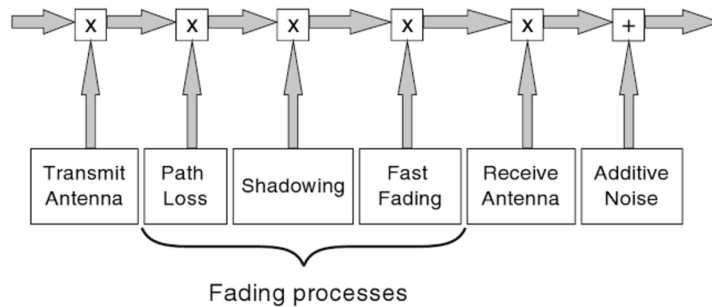 x x x x x +
Transmit Antenna
Path Loss
Shadowing
Fast Fading
Receive Antenna
Additive Noise
Fading processes